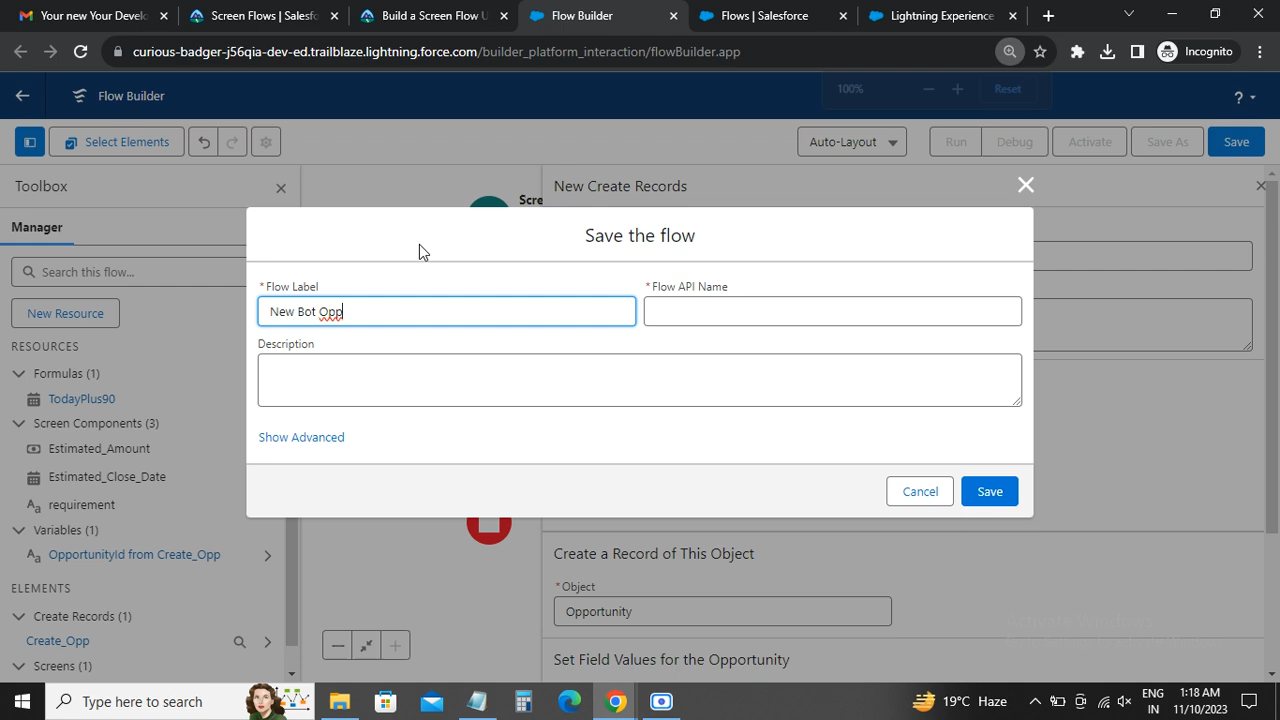 Your new Your Devel
Screen Flows | Salesf
Build a Screen Flow U
Flow Builder
Flows | Salesforce
Lightning Experience
curious-badger-j56qia-dev-ed.trailblaze.lightning.force.com/builder_platform_interaction/flowBuilder.app
Incognito
Flow Builder
100%
Reset
?
Select Elements
Auto-Layout
Run
Debug
Activate
Save As
Save
Toolbox
Manager
Search this flow...
New Resource
RESOURCES
Formulas (1)
TodayPlus90
Screen Components (3)
Estimated_Amount
Estimated_Close_Date
requirement
Variables (1)
OpportunityId from Create_Opp
ELEMENTS
Create Records (1)
Create_Opp
Screens (1)
Scre
New Create Records
Save the flow
*Flow Label
*Flow API Name
New Bot Opp
Description
Show Advanced
Cancel
Save
Create a Record of This Object
*Object
Opportunity
Set Field Values for the Opportunity
Activate Windows
Type here to search
19°C Haze
ENG
IN
1:18 AM
11/10/2023